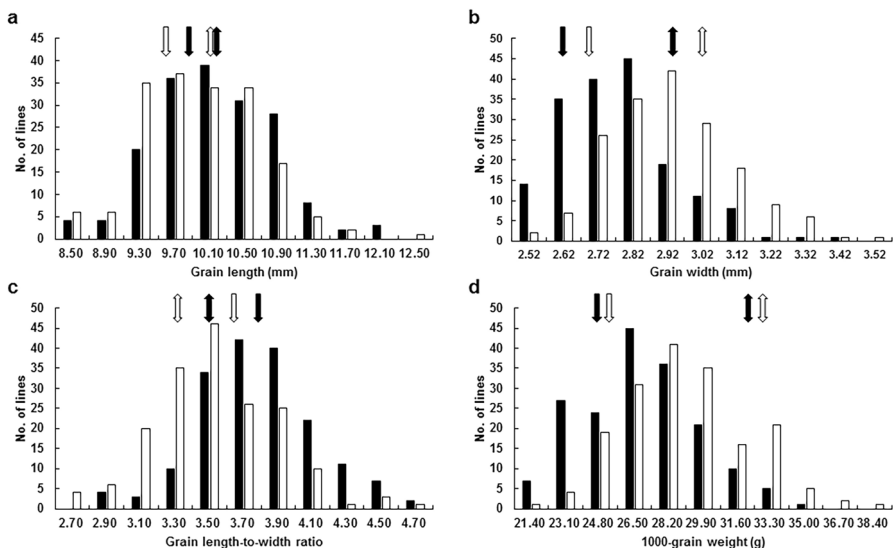 a
45
40
35
30
25
20
15
10
5
0
No. of lines
8.50 8.90 9.30 9.70 10.10 10.50 10.90 11.30 11.70 12.10 12.50
Grain length (mm)
b
50
45
40
35
30
25
20
15
10
5
0
No. of lines
2.52 2.62 2.72 2.82 2.92 3.02 3.12 3.22 3.32 3.42 3.52
Grain width (mm)
c
50
45
40
35
30
25
20
15
10
5
0
No. of lines
2.70 2.90 3.10 3.30 3.50 3.70 3.90 4.10 4.30 4.50 4.70
Grain length-to-width ratio
d
50
45
40
35
30
25
20
15
10
5
0
No. of lines
21.40 23.10 24.80 26.50 28.20 29.90 31.60 33.30 35.00 36.70 38.40
1000-grain weight (g)